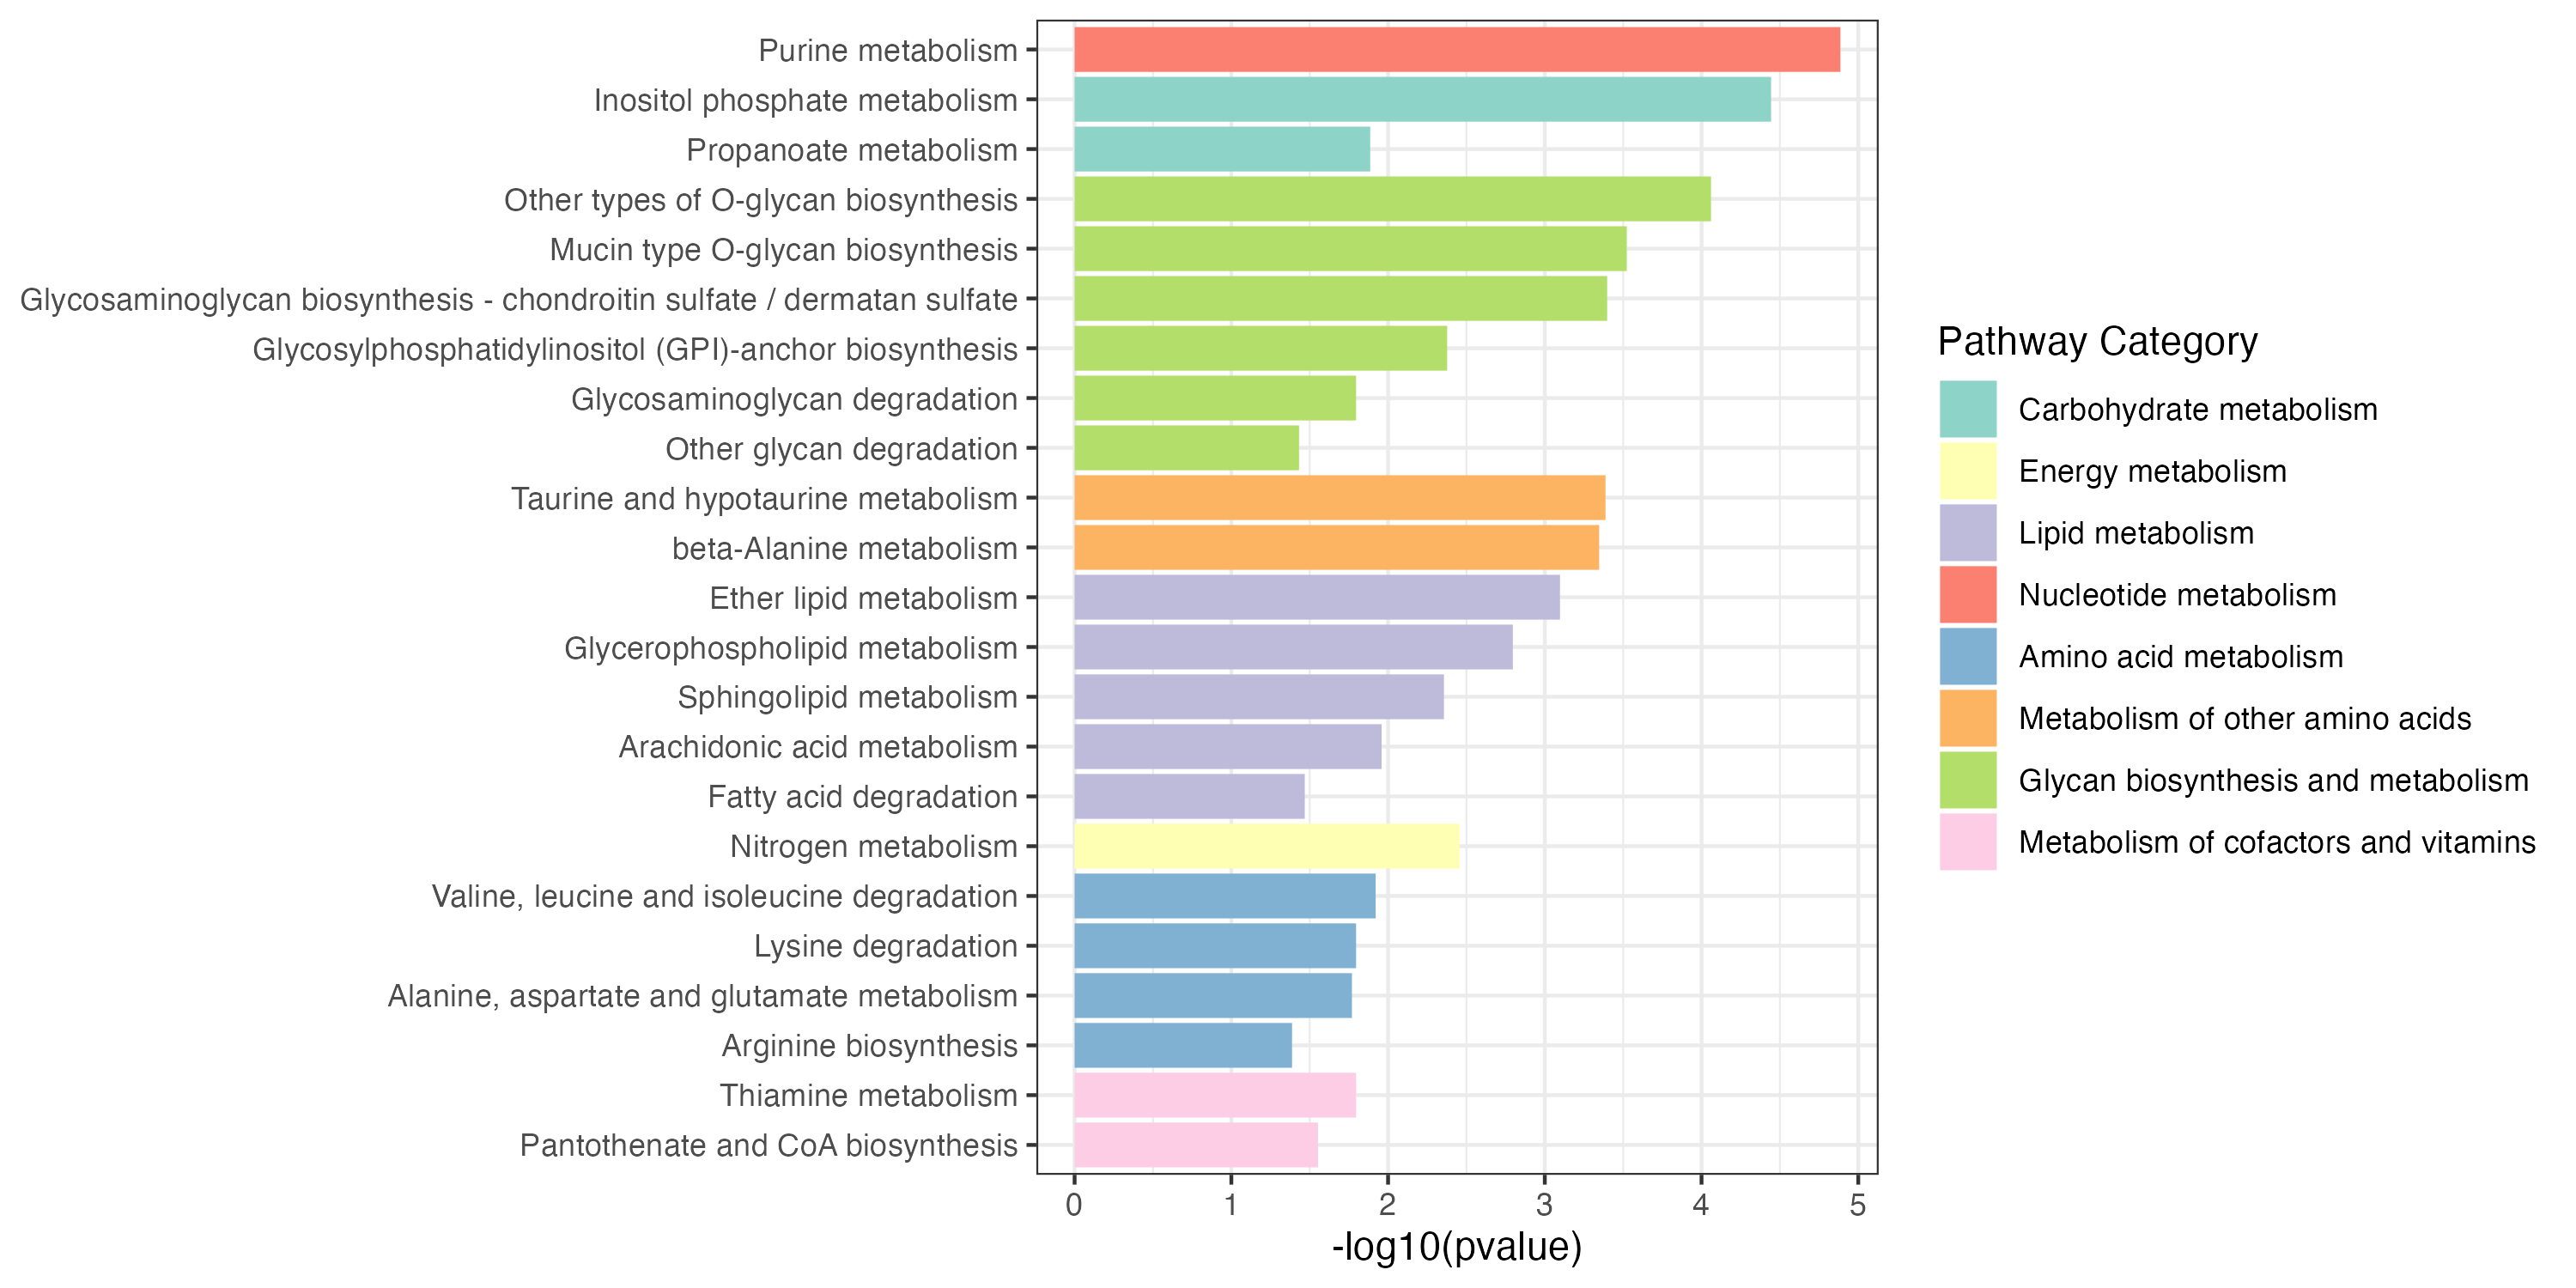 Purine metabolism
Inositol phosphate metabolism
Propanoate metabolism
Other types of O-glycan biosynthesis
Mucin type O-glycan biosynthesis
Glycosaminoglycan biosynthesis - chondroitin sulfate / dermatan sulfate
Glycosylphosphatidylinositol (GPI)-anchor biosynthesis
Glycosaminoglycan degradation
Other glycan degradation
Taurine and hypotaurine metabolism
beta-Alanine metabolism
Ether lipid metabolism
Glycerophospholipid metabolism
Sphingolipid metabolism
Arachidonic acid metabolism
Fatty acid degradation
Nitrogen metabolism
Valine, leucine and isoleucine degradation
Lysine degradation
Alanine, aspartate and glutamate metabolism
Arginine biosynthesis
Thiamine metabolism
Pantothenate and CoA biosynthesis
0 1 2 3 4 5
-log10(pvalue)
Pathway Category
Carbohydrate metabolism
Energy metabolism
Lipid metabolism
Nucleotide metabolism
Amino acid metabolism
Metabolism of other amino acids
Glycan biosynthesis and metabolism
Metabolism of cofactors and vitamins